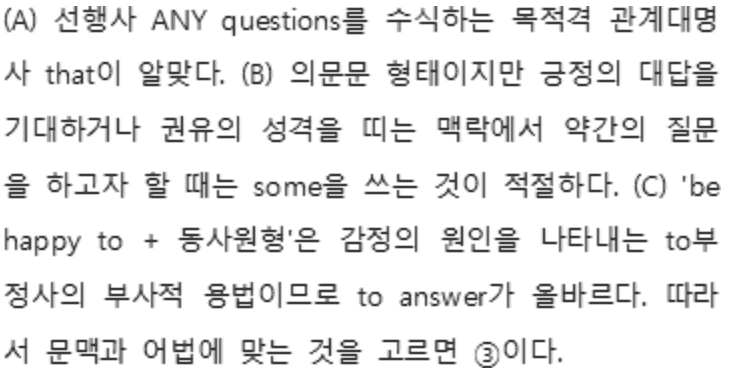 (A) 선행사 ANY questions를 수식하는 목적격 관계대명
사 that이 알맞다. (B) 의문문 형태이지만 긍정의 대답을
기대하거나 권유의 성격을 띠는 맥락에서 약간의 질문
을 하고자 할 때는 some을 쓰는 것이 적절하다. (C) 'be
happy to + 동사원형'은 감정의 원인을 나타내는 to부
정사의 부사적 용법이므로 to answer가 올바르다. 따라
서 문맥과 어법에 맞는 것을 고르면 ③이다.